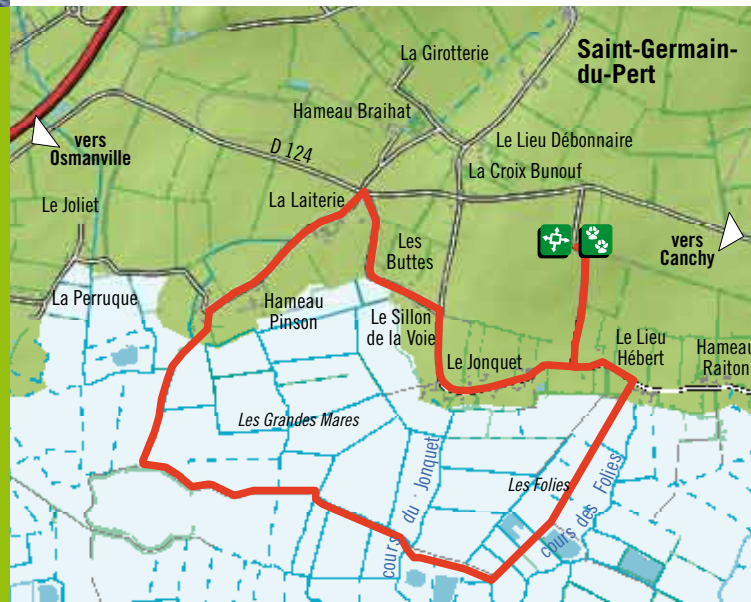 Saint-Germain-
du-Pert
La Girotterie
Hameau Braihat
vers
Osmanville
D 124
Le Lieu Débonnaire
La Croix Bunouf
La Laiterie
Le Joliet
Les
Buttes
vers
Canchy
La Perruque
Hameau
Pinson
Le Sillon
de la Voie
Le Jonquet
Le Lieu
Hébert
Hameau
Raiton
Les Grandes Mares
cours du Jonquet
Les Folies
cours des Folies